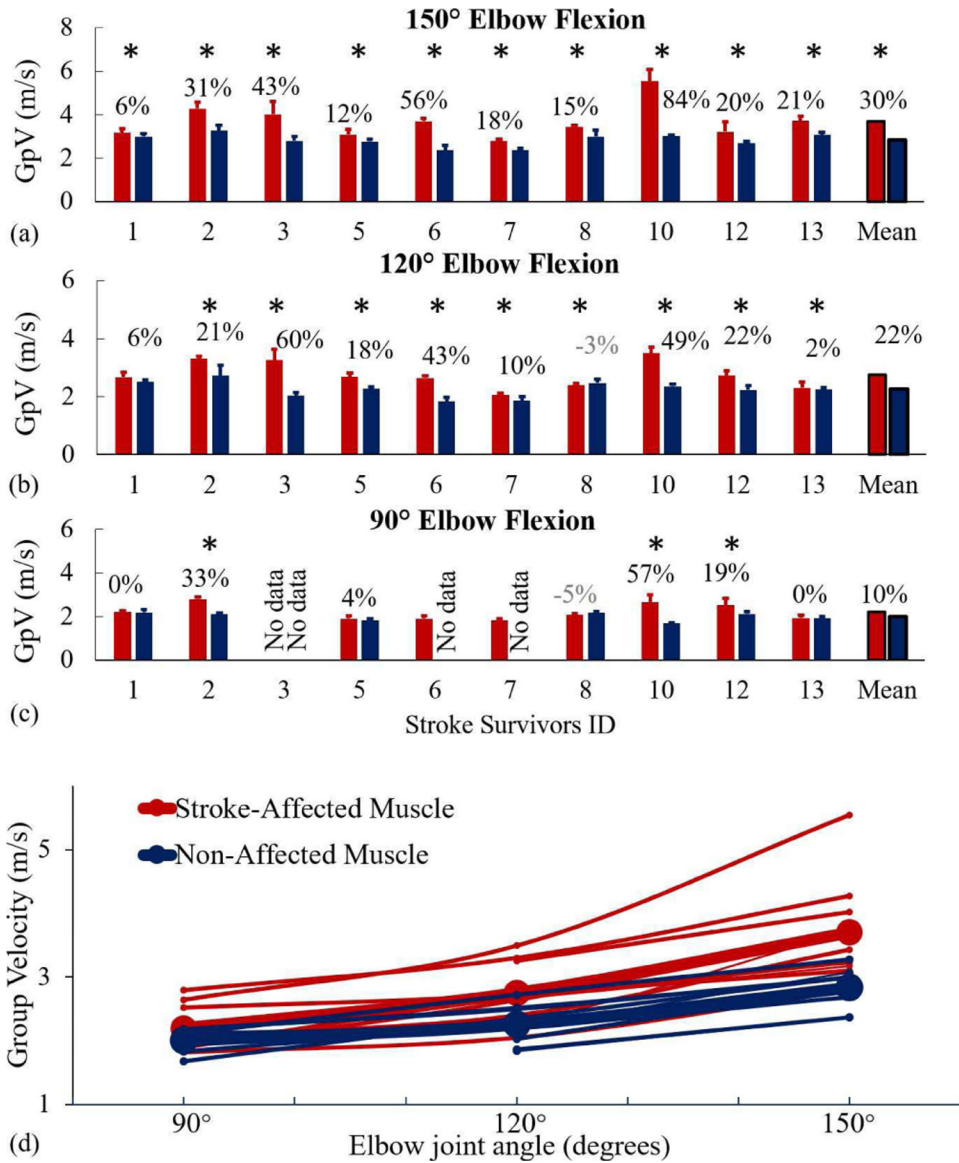 150° Elbow Flexion
8
6
4
2
0
GpV (m/s)
* * * * * * * * * * *
6% 31% 43% 12% 56% 18% 15% 84% 20% 21% 30%
(a)
1 2 3 5 6 7 8 10 12 13 Mean
120° Elbow Flexion
6
4
2
0
GpV (m/s)
* * * * * * * * *
6% 21% 60% 18% 43% 10% -3% 49% 22% 2% 22%
(b)
1 2 3 5 6 7 8 10 12 13 Mean
90° Elbow Flexion
6
4
2
0
GpV (m/s)
* * *
0% 33% No data No data 4% No data No data -5% 57% 19% 0% 10%
1 2 3 5 6 7 8 10 12 13 Mean
(c)
Stroke Survivors ID
Stroke-Affected Muscle
Non-Affected Muscle
5
3
1
Group Velocity (m/s)
90° 120° 150°
(d)
Elbow joint angle (degrees)